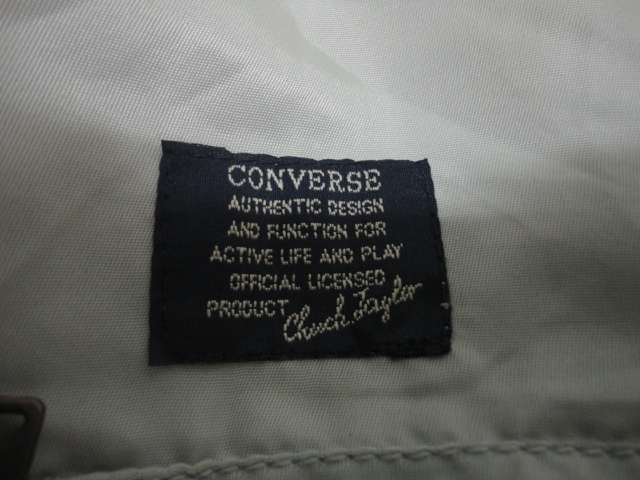 CONVERSE
AUTHENTIC DESIGN
AND FUNCTION FOR
ACTIVE LIFE AND PLAY
OFFICIAL LICENSED
PRODUCT Chuck Taylor